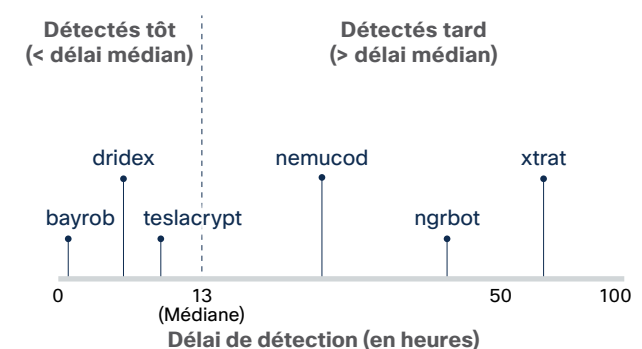 Détectés tôt
(< délai médian)
Détectés tard
(> délai médian)
dridex
nemucod
xtrat
bayrob
teslacrypt
ngrbot
0
13
50
100
(Médiane)
Délai de détection (en heures)